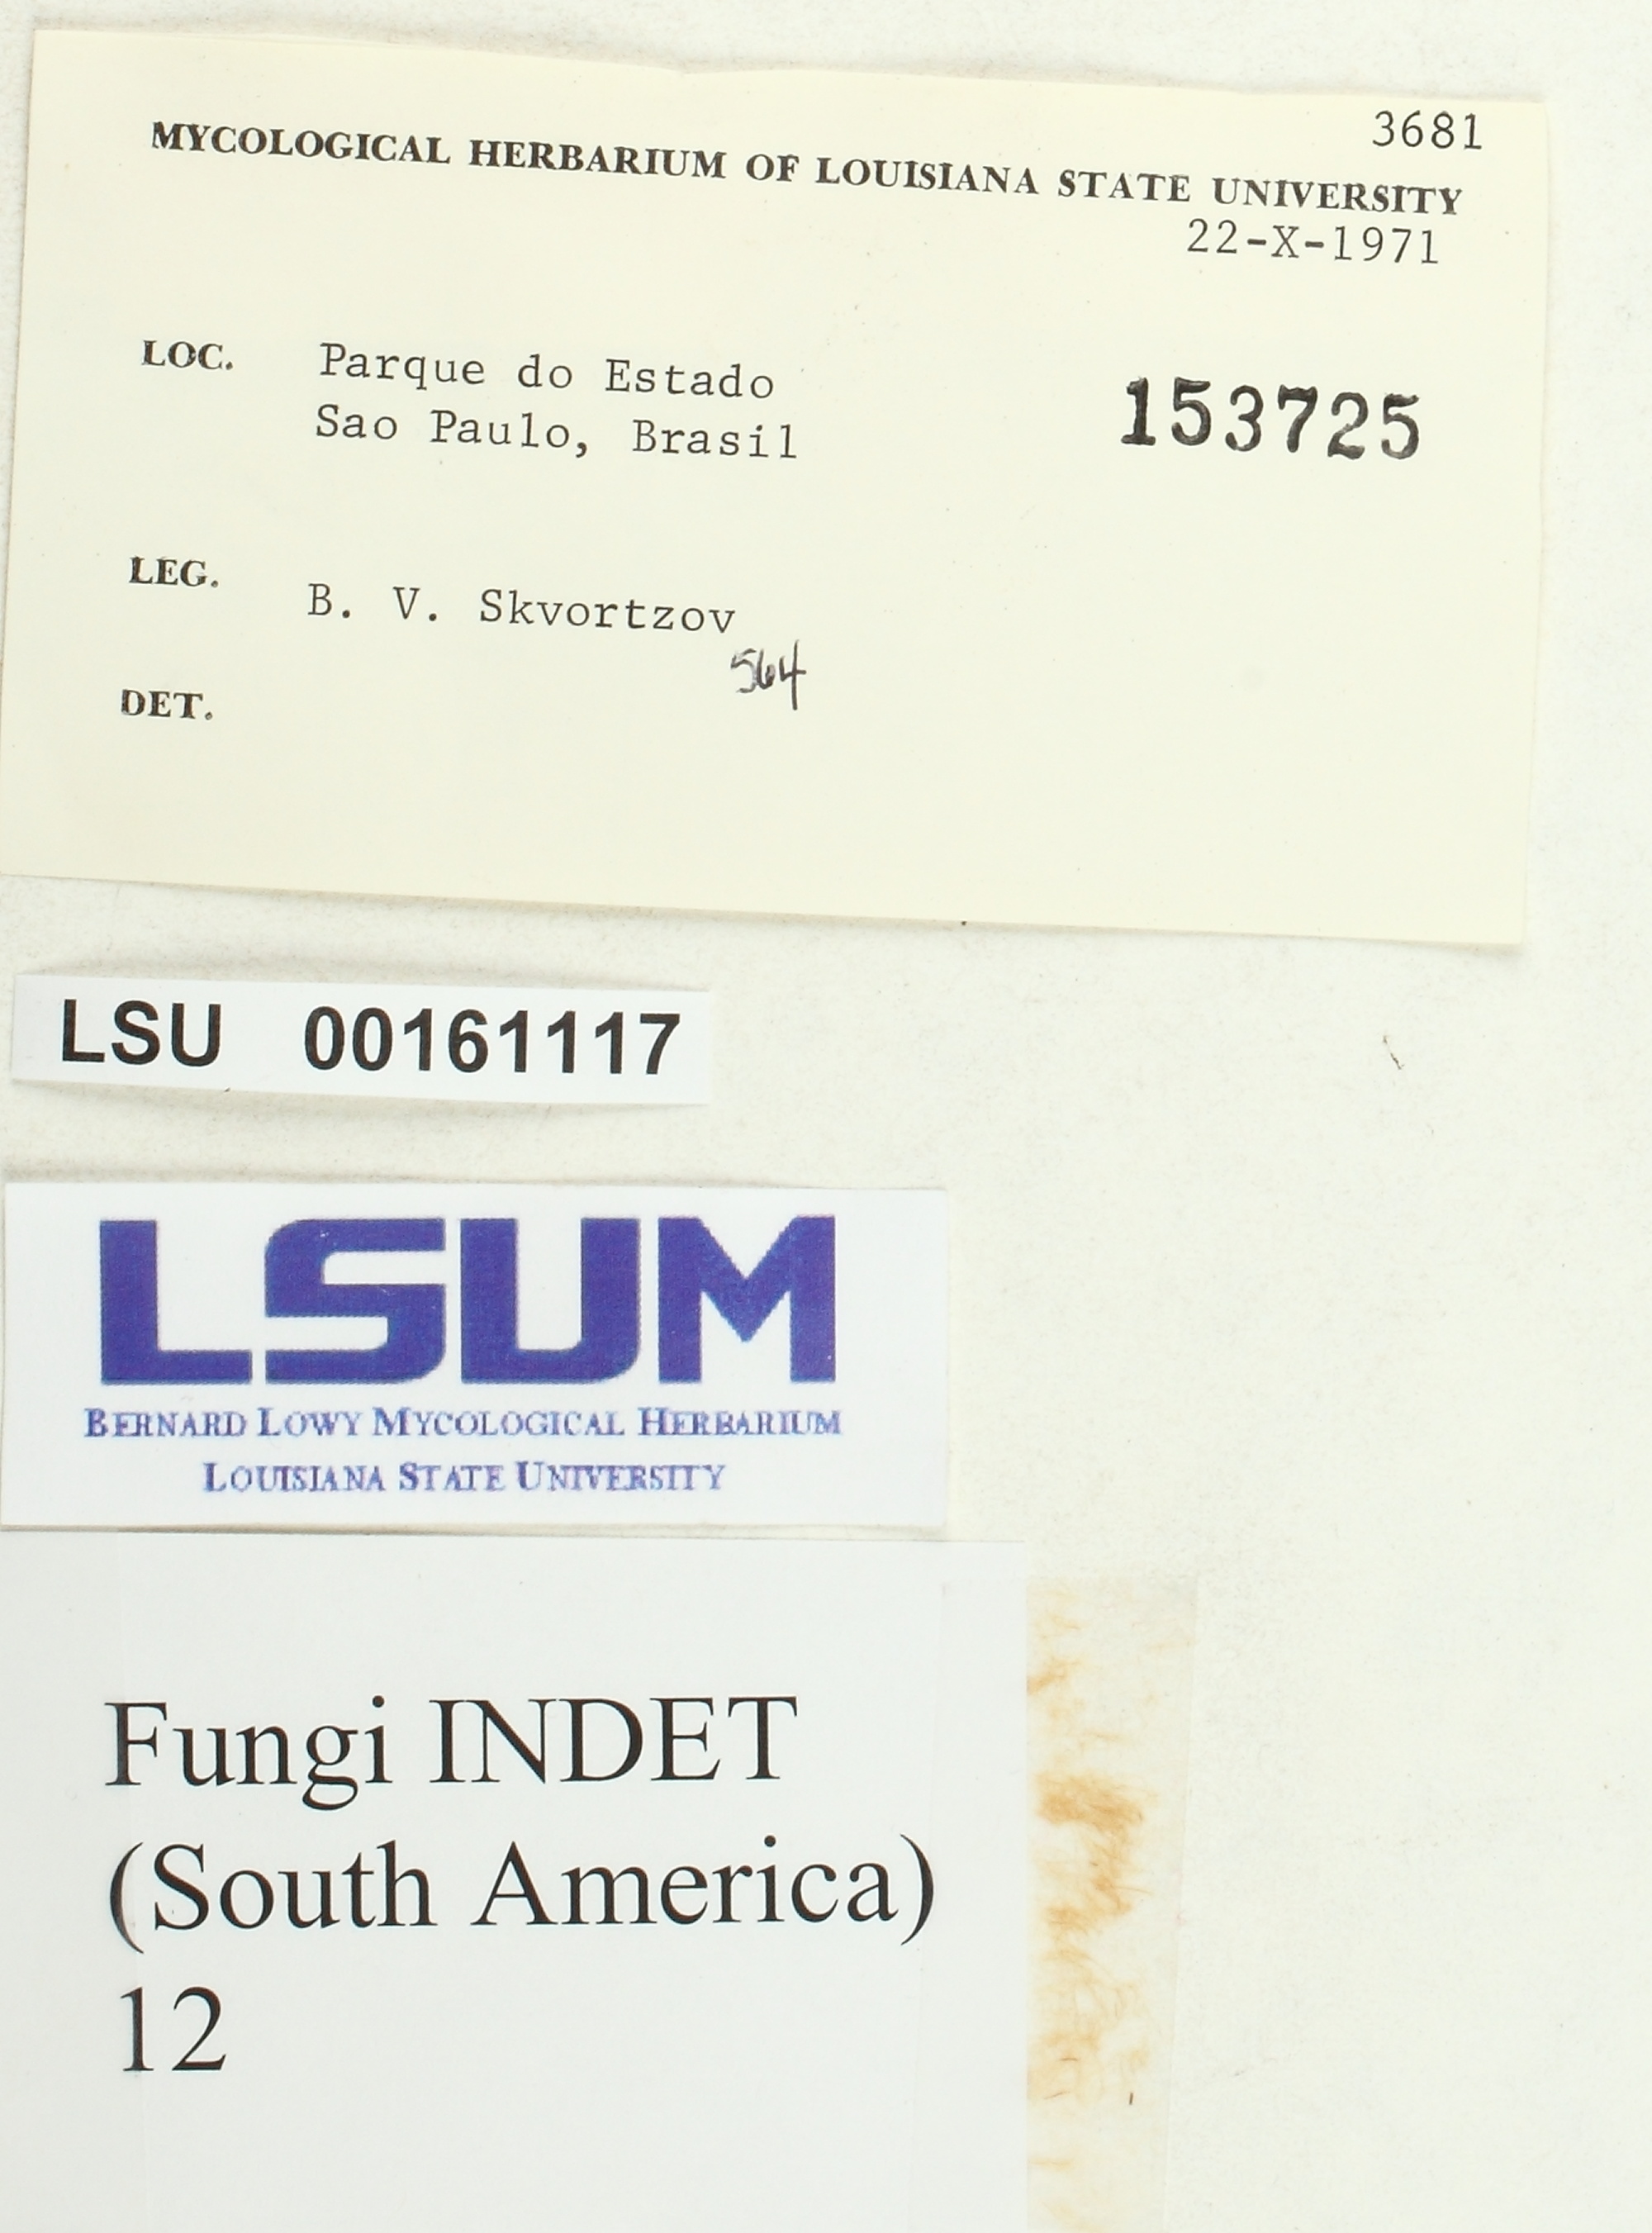 3681
MYCOLOGICAL HERBARIUM OF LOUISIANA STATE UNIVERSITY
22-X-1971
LOC. Parque do Estado
Sao Paulo, Brasil
153725
LEG. B. V. Skvortzov
564
DET.
LSU 00161117
LSUM
BERNARD LOWY MYCOLOGICAL HERBARIUM
LOUISIANA STATE UNIVERSITY
Fungi INDET
(South America)
12